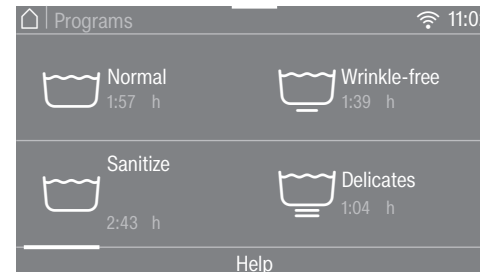 Programs 11:0
Normal
1:57 h
Wrinkle-free
1:39 h
Sanitize
2:43 h
Delicates
1:04 h
Help